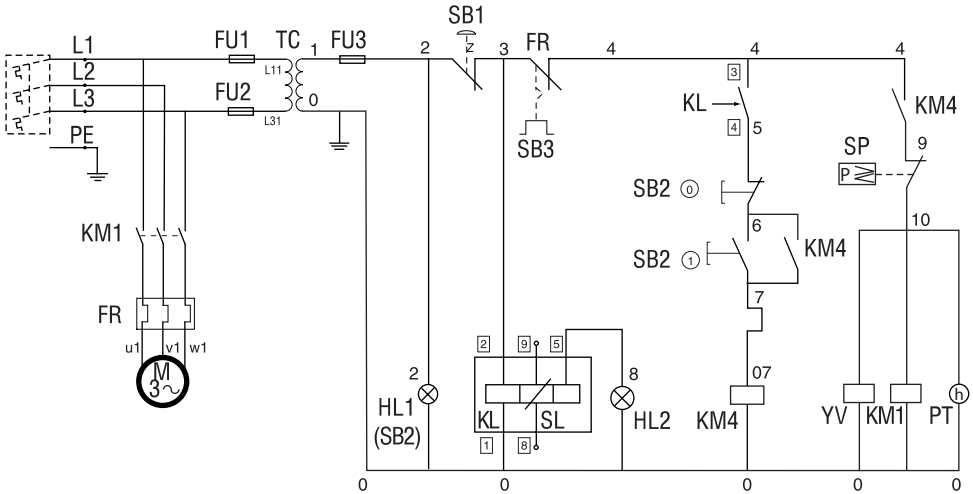 SB1
L1 FU1 TC 1 FU3 2 3 FR 4 4 4
L11
L2
L3 FU2 0
L31
PE
SB3
3
KL
4 5
KM4
9
SP
P
SB2 0
6
SB2 1
KM4
10
KM1
FR
u1 v1 w1
M
3~
7
2 9 5
2 8 07
h
HL1
(SB2)
KL SL
HL2 KM4 YV KM1 PT
1 8
0 0 0 0 0